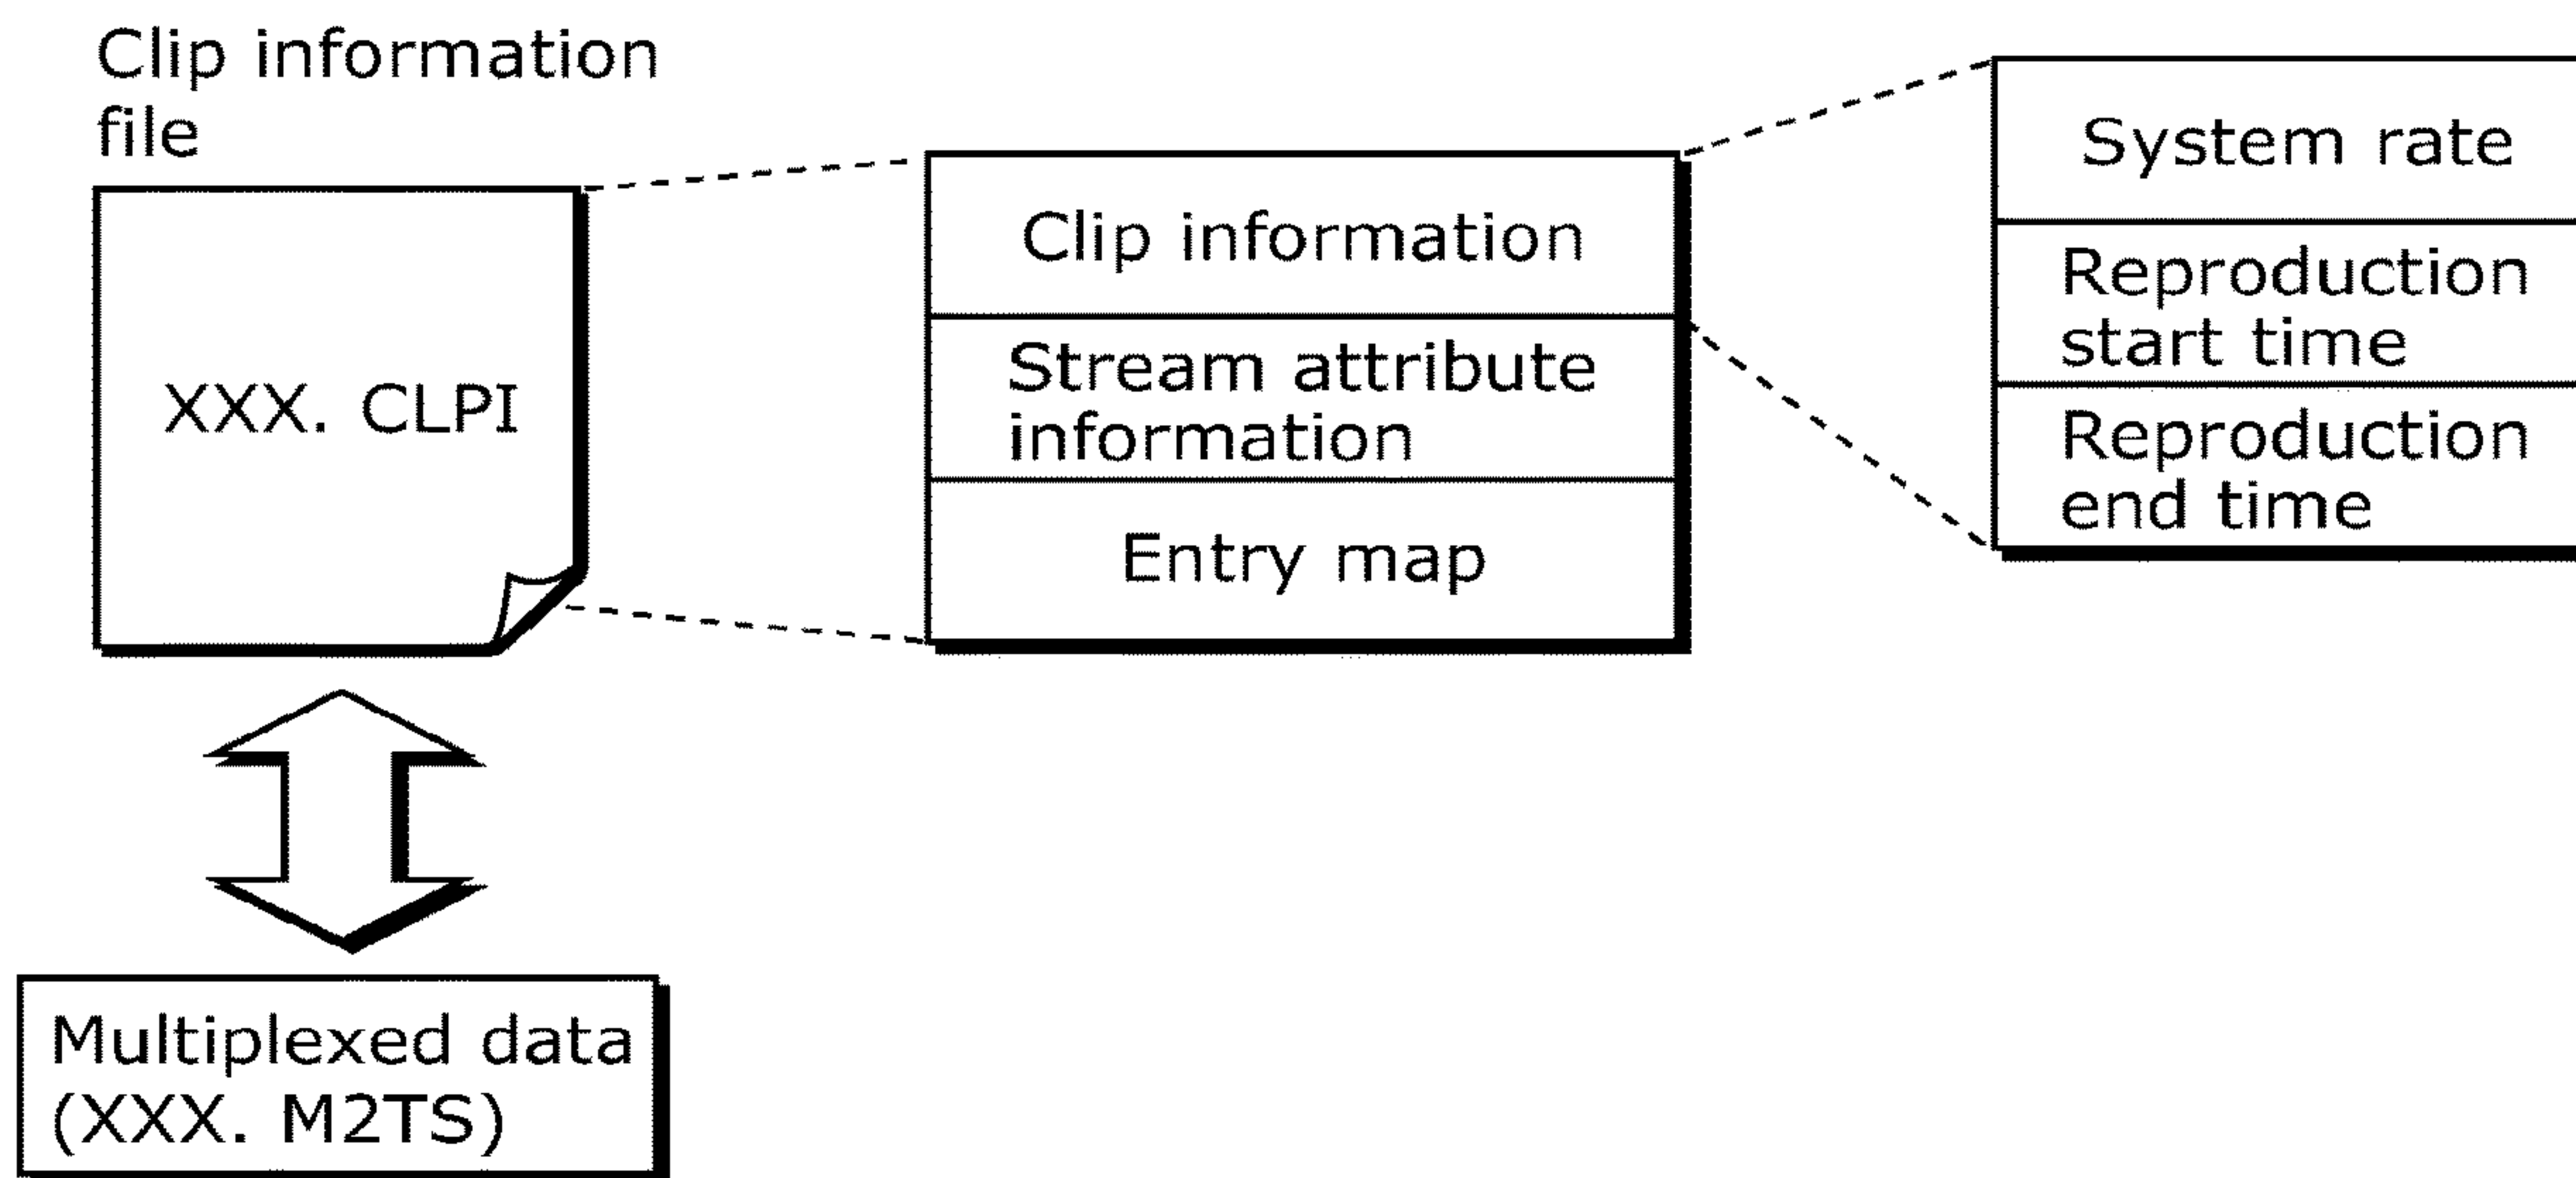 Clip information
file
XXX. CLPI
Multiplexed data
(XXX. M2TS)
Clip information
Stream attribute
information
Entry map
System rate
Reproduction
start time
Reproduction
end time